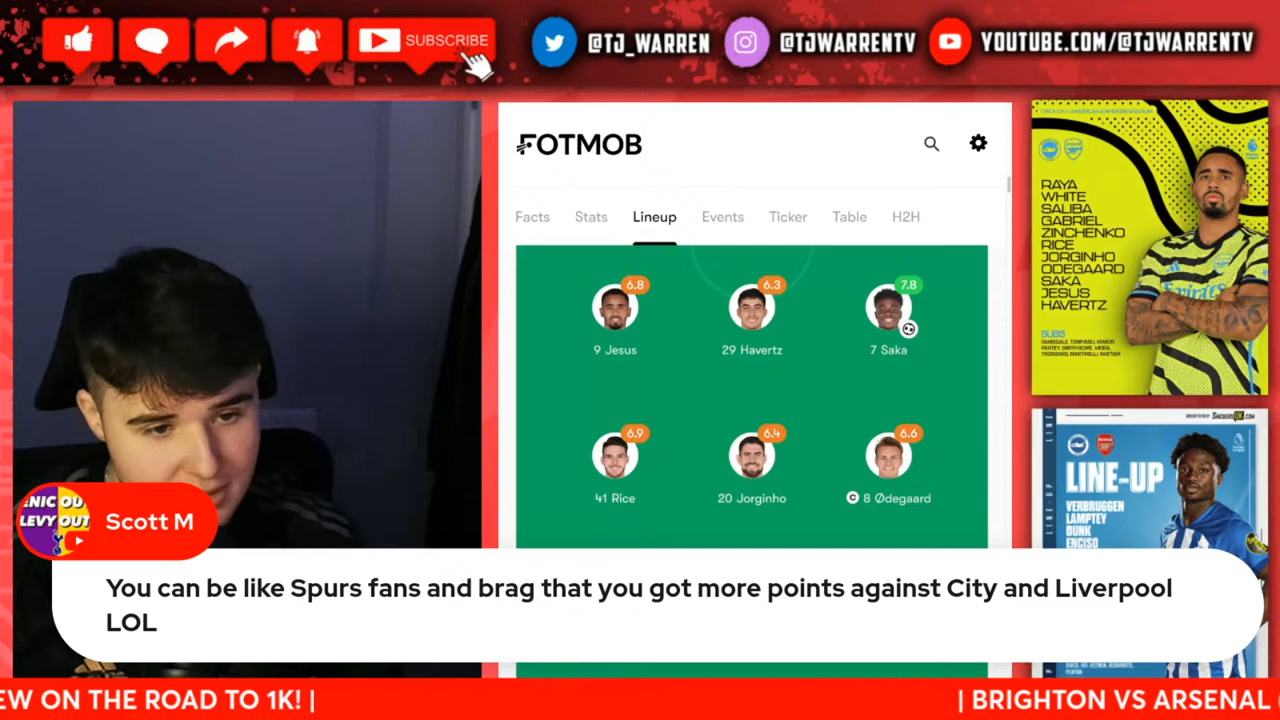 SUBSCRIBE
@TJ_WARREN
@TJWARRENTV
YOUTUBE.COM/@TJWARRENTV
FOTMOB
Facts Stats Lineup Events Ticker Table H2H
6.8 6.3 7.8
9 Jesus 29 Havertz 7 Saka
6.9 6.4 6.6
41 Rice 20 Jorginho C 8 Ødegaard
RAYA
WHITE
SALIBA
GABRIEL
ZINCHENKO
RICE
JORGINHO
ODEGAARD
SAKA
JESUS
HAVERTZ
SUBS
LINE-UP
VERBRUGGEN
LAMPTEY
DUNK
ENCISO
LEVY OUT
Scott M
You can be like Spurs fans and brag that you got more points against City and Liverpool
LOL
EW ON THE ROAD TO 1K! |
| BRIGHTON VS ARSENAL